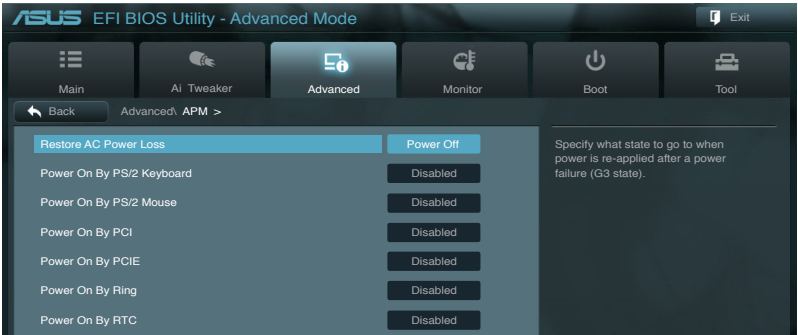 ASUS EFI BIOS Utility - Advanced Mode
Exit
Main
Ai Tweaker
Advanced
Monitor
Boot
Tool
Back
Advanced\ APM >
Restore AC Power Loss Power Off
Power On By PS/2 Keyboard Disabled
Power On By PS/2 Mouse Disabled
Power On By PCI Disabled
Power On By PCIE Disabled
Power On By Ring Disabled
Power On By RTC Disabled
Specify what state to go to when
power is re-applied after a power
failure (G3 state).